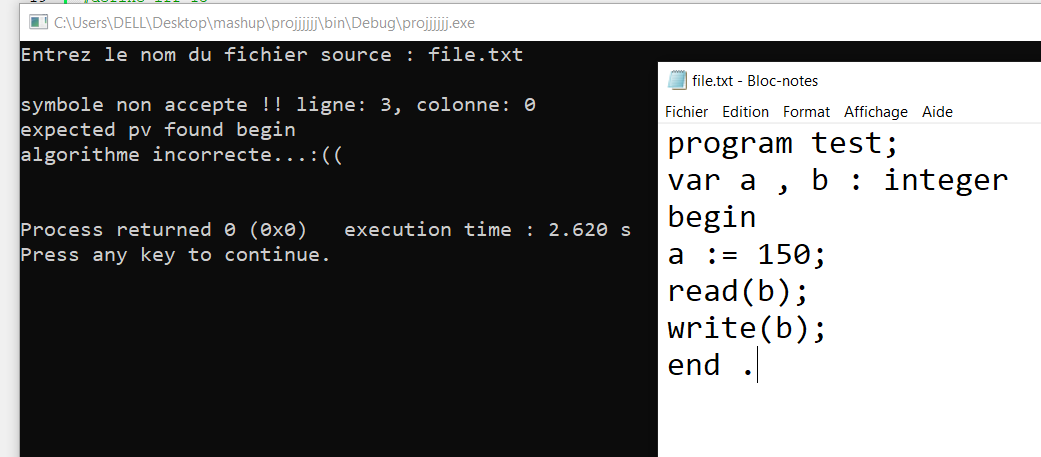 C:\Users\DELL\Desktop\mashup\projjjjjj\bin\Debug\projjjjjj.exe
Entrez le nom du fichier source : file.txt
symbole non accepte !! ligne: 3, colonne: 0
expected pv found begin
algorithme incorrecte...:((
Process returned 0 (0x0)   execution time : 2.620 s
Press any key to continue.
file.txt - Bloc-notes
Fichier Edition Format Affichage Aide
program test;
var a , b : integer
begin
a := 150;
read(b);
write(b);
end .